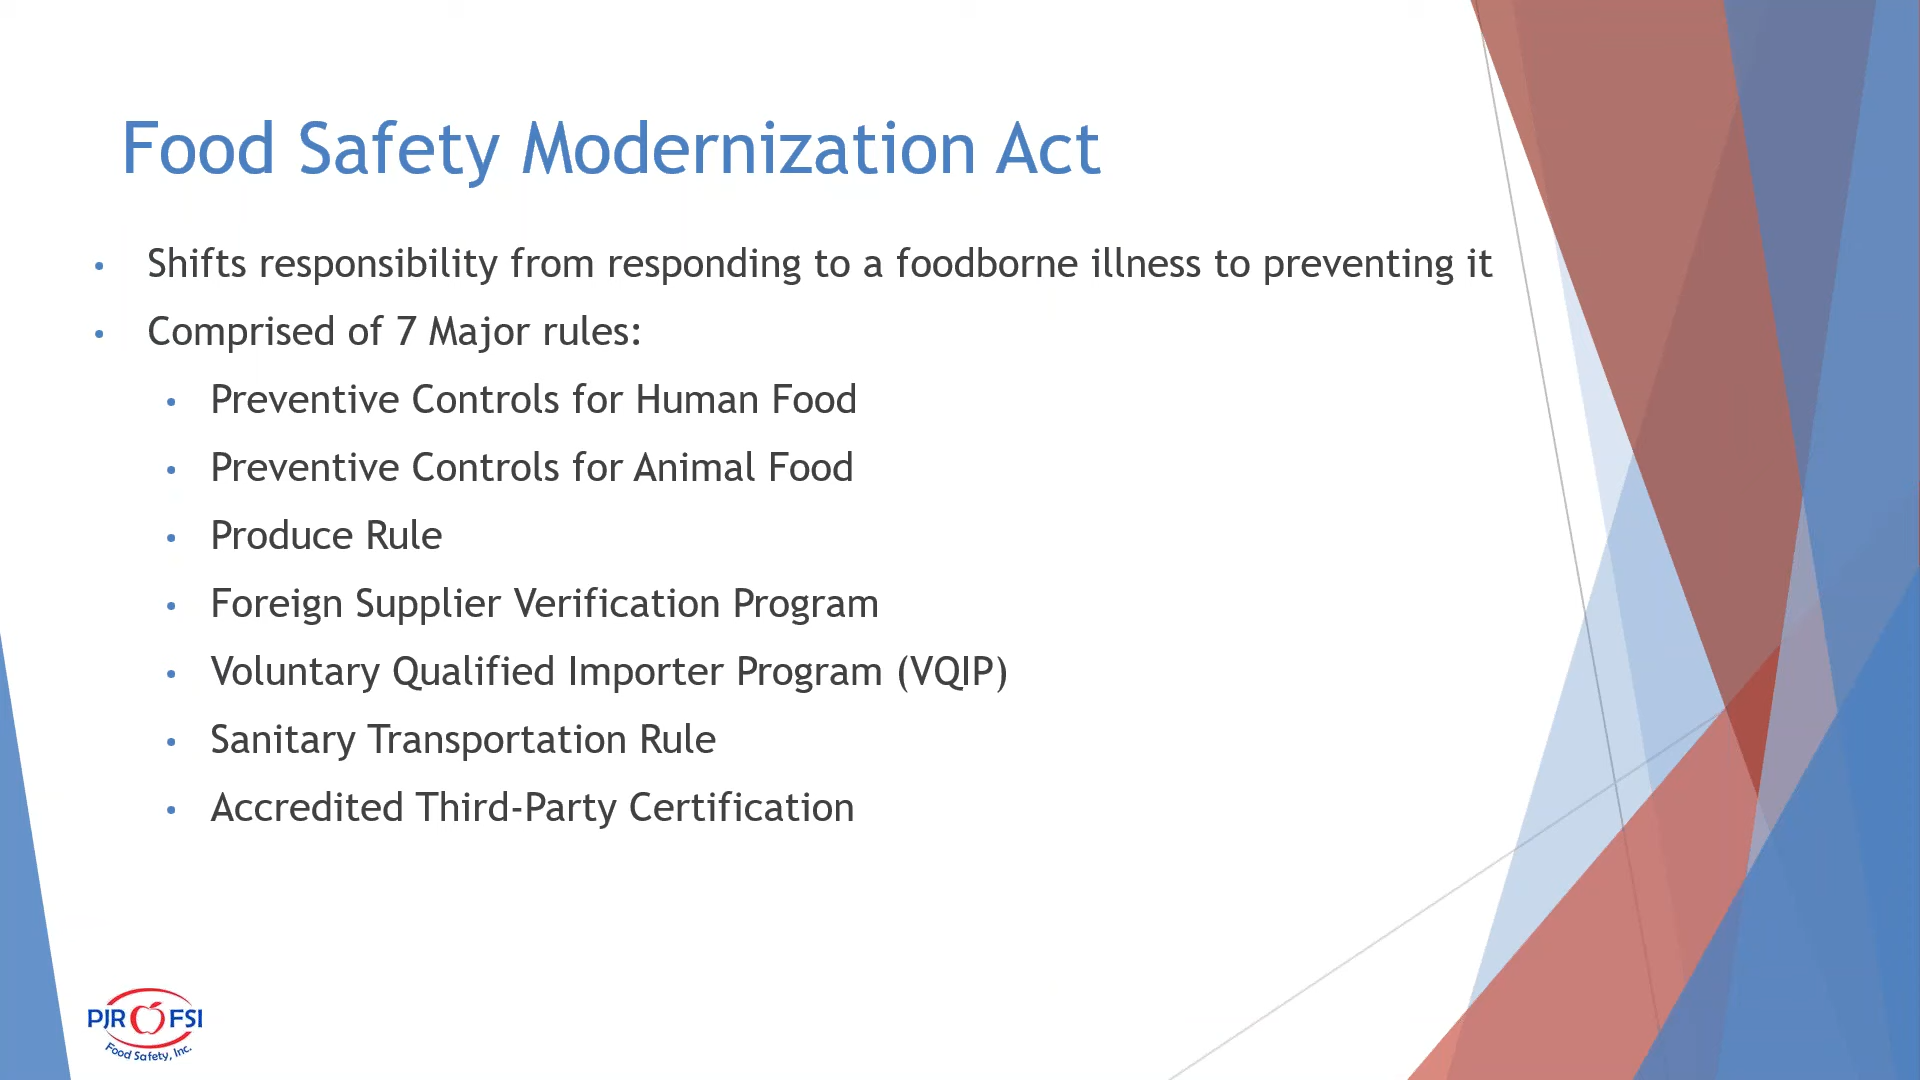 Food Safety Modernization Act
• Shifts responsibility from responding to a foodborne illness to preventing it
• Comprised of 7 Major rules:
• Preventive Controls for Human Food
• Preventive Controls for Animal Food
• Produce Rule
• Foreign Supplier Verification Program
• Voluntary Qualified Importer Program (VQIP)
• Sanitary Transportation Rule
• Accredited Third-Party Certification
PJR FSI
Food Safety, Inc.